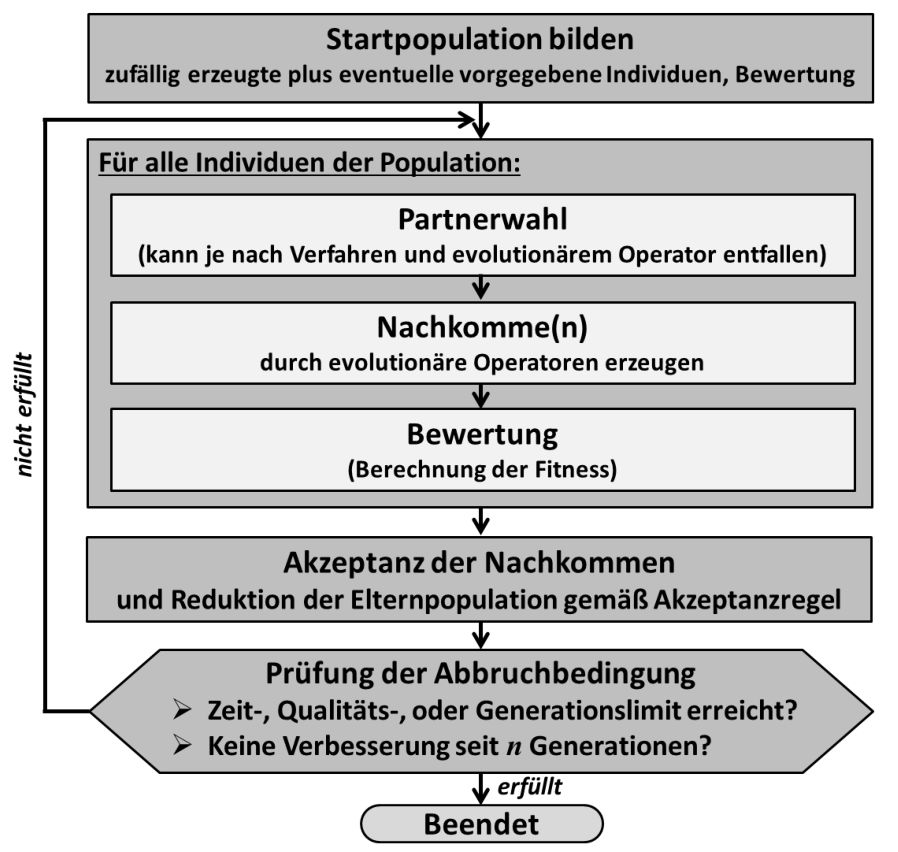 Startpopulation bilden
zufällig erzeugte plus eventuelle vorgegebene Individuen, Bewertung
Für alle Individuen der Population:
Partnerwahl
(kann je nach Verfahren und evolutionärem Operator entfallen)
Nachkomme(n)
durch evolutionäre Operatoren erzeugen
Bewertung
(Berechnung der Fitness)
nicht erfüllt
Akzeptanz der Nachkommen
und Reduktion der Elternpopulation gemäß Akzeptanzregel
Prüfung der Abbruchbedingung
➢ Zeit-, Qualitäts-, oder Generationslimit erreicht?
➢ Keine Verbesserung seit n Generationen?
erfüllt
Beendet